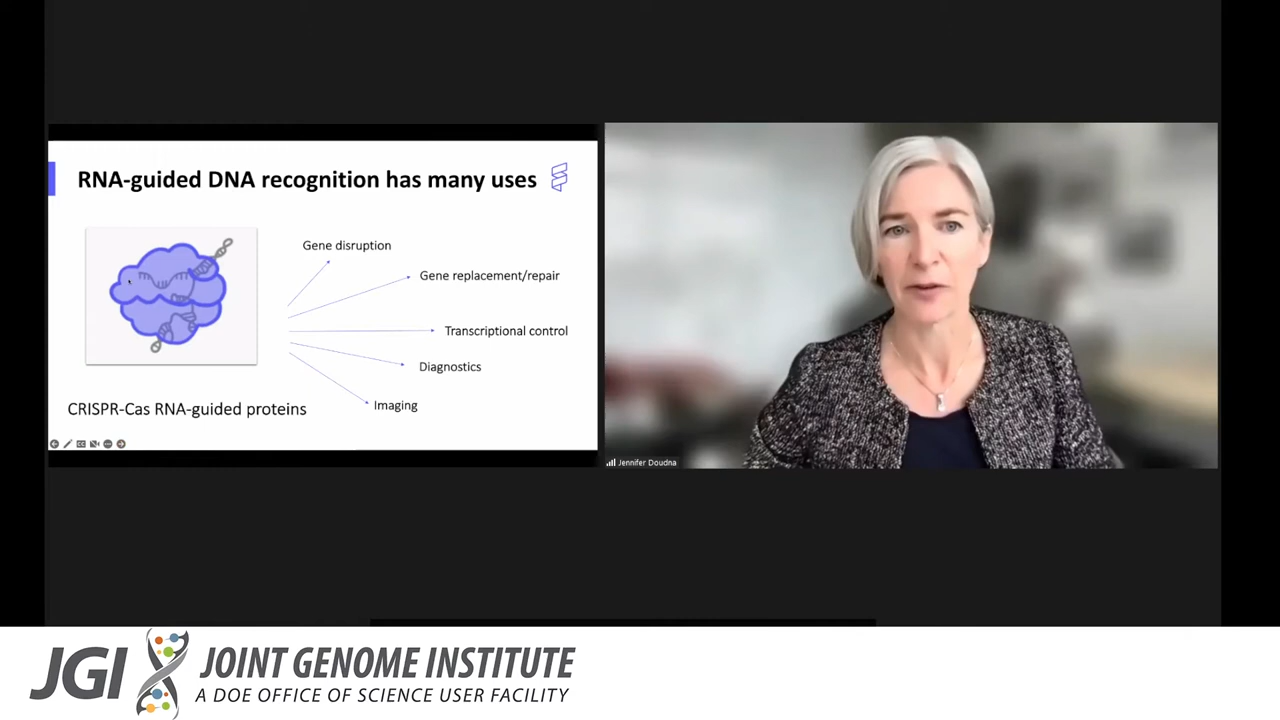 RNA-guided DNA recognition has many uses
Gene disruption
Gene replacement/repair
Transcriptional control
Diagnostics
Imaging
CRISPR-Cas RNA-guided proteins
Jennifer Doudna
JGI
JOINT GENOME INSTITUTE
A DOE OFFICE OF SCIENCE USER FACILITY